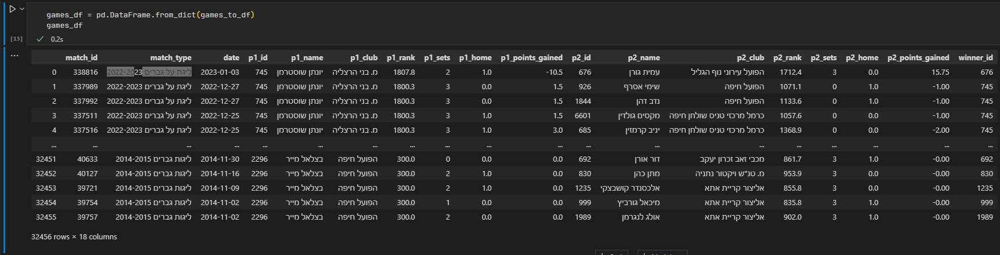 games_df = pd.DataFrame.from_dict(games_to_df)
games_df
[13] 0.2s
...
match_id match_type date p1_id p1_name p1_club p1_rank p1_sets p1_home p1_points_gained p2_id p2_name p2_club p2_rank p2_sets p2_home p2_points_gained winner_id
0 338816 ליגת על גברים 2022-2023 2023-01-03 745 יונתן שוסטרמן מ. בני הרצליה 1807.8 2 1.0 -10.5 676 עמית גורן הפועל עירוני נוף הגליל 1712.4 3 0.0 15.75 676
1 337989 ליגת על גברים 2022-2023 2022-12-27 745 יונתן שוסטרמן מ. בני הרצליה 1800.3 3 0.0 1.5 926 שימי אסרף הפועל חיפה 1071.1 0 1.0 -1.00 745
2 337992 ליגת על גברים 2022-2023 2022-12-27 745 יונתן שוסטרמן מ. בני הרצליה 1800.3 3 0.0 1.5 1844 נדב דהן הפועל חיפה 1133.6 0 1.0 -1.00 745
3 337511 ליגת על גברים 2022-2023 2022-12-25 745 יונתן שוסטרמן מ. בני הרצליה 1800.3 3 1.0 1.5 6601 מקסים גולדין כרמל מרכזי טניס שולחן חיפה 1057.6 0 0.0 -1.00 745
4 337516 ליגת על גברים 2022-2023 2022-12-25 745 יונתן שוסטרמן מ. בני הרצליה 1800.3 3 1.0 3.0 685 יניב קרמזין כרמל מרכזי טניס שולחן חיפה 1368.9 0 0.0 -2.00 745
... ... ... ... ... ... ... ... ... ... ... ... ... ... ... ... ... ... ...
32451 40633 ליגות גברים 2014-2015 2014-11-30 2296 בצלאל מייר הפועל חיפה 300.0 0 0.0 0.0 692 דור אורן מכבי זאב זכרון יעקב 861.7 3 1.0 -0.00 692
32452 40127 ליגות גברים 2014-2015 2014-11-16 2296 בצלאל מייר הפועל חיפה 300.0 2 1.0 0.0 830 מתן כהן מ. טנ"ש ויקטור נתניה 953.9 3 0.0 -0.00 830
32453 39721 ליגות גברים 2014-2015 2014-11-09 2296 בצלאל מייר הפועל חיפה 300.0 2 1.0 0.0 1235 אלכסנדר קושבצקי אליצור קריית אתא 855.8 3 0.0 -0.00 1235
32454 39754 ליגות גברים 2014-2015 2014-11-02 2296 בצלאל מייר הפועל חיפה 300.0 1 0.0 0.0 999 מיכאל גורביץ אליצור קריית אתא 835.8 3 1.0 -0.00 999
32455 39757 ליגות גברים 2014-2015 2014-11-02 2296 בצלאל מייר הפועל חיפה 300.0 2 0.0 0.0 1989 אולג לנגרמן אליצור קריית אתא 902.0 3 1.0 -0.00 1989
32456 rows × 18 columns